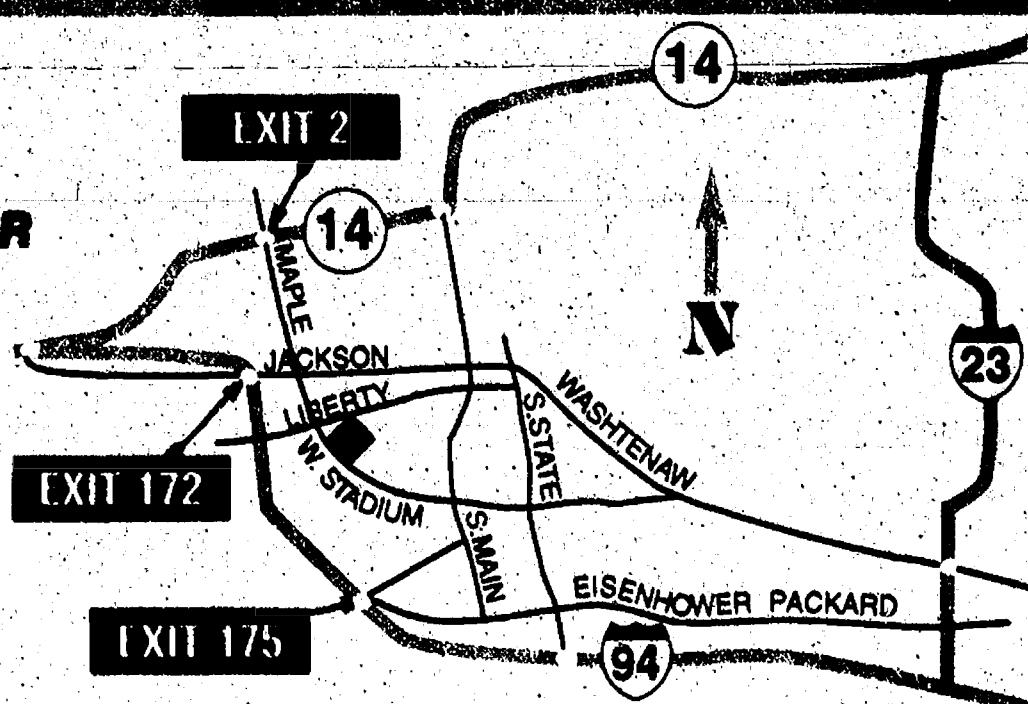 14
EXIT 2
R
14
MAPLE
N
JACKSON
23
LIBERTY
WASHTENAW
S. STATE
W. STADIUM
EXIT 172
S. MAIN
EISENHOWER PACKARD
EXIT 175
94